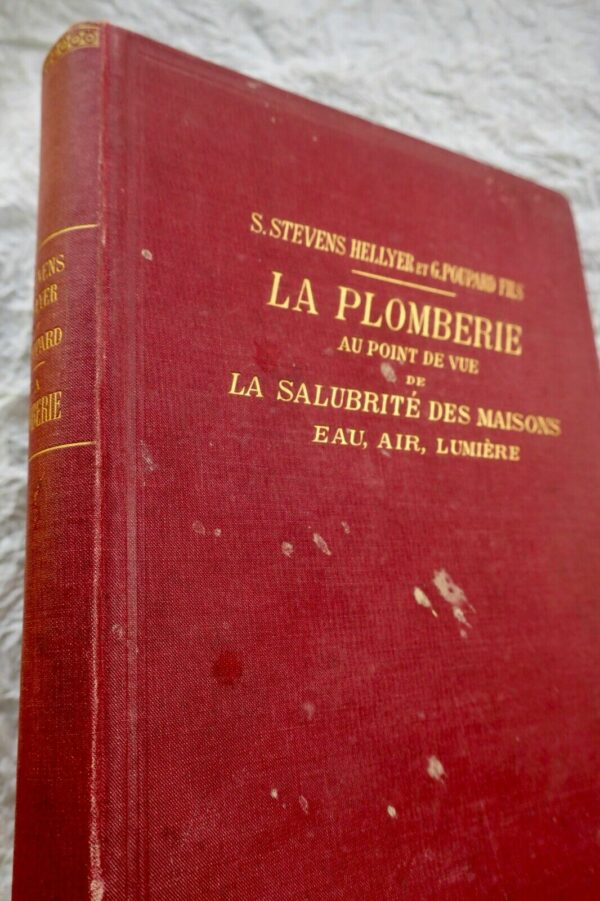 S. STEVENS HELLYER ET G. POUPARD FILS
LA PLOMBERIE
AU POINT DE VUE
DE
LA SALUBRITÉ DES MAISONS
EAU, AIR, LUMIÈRE